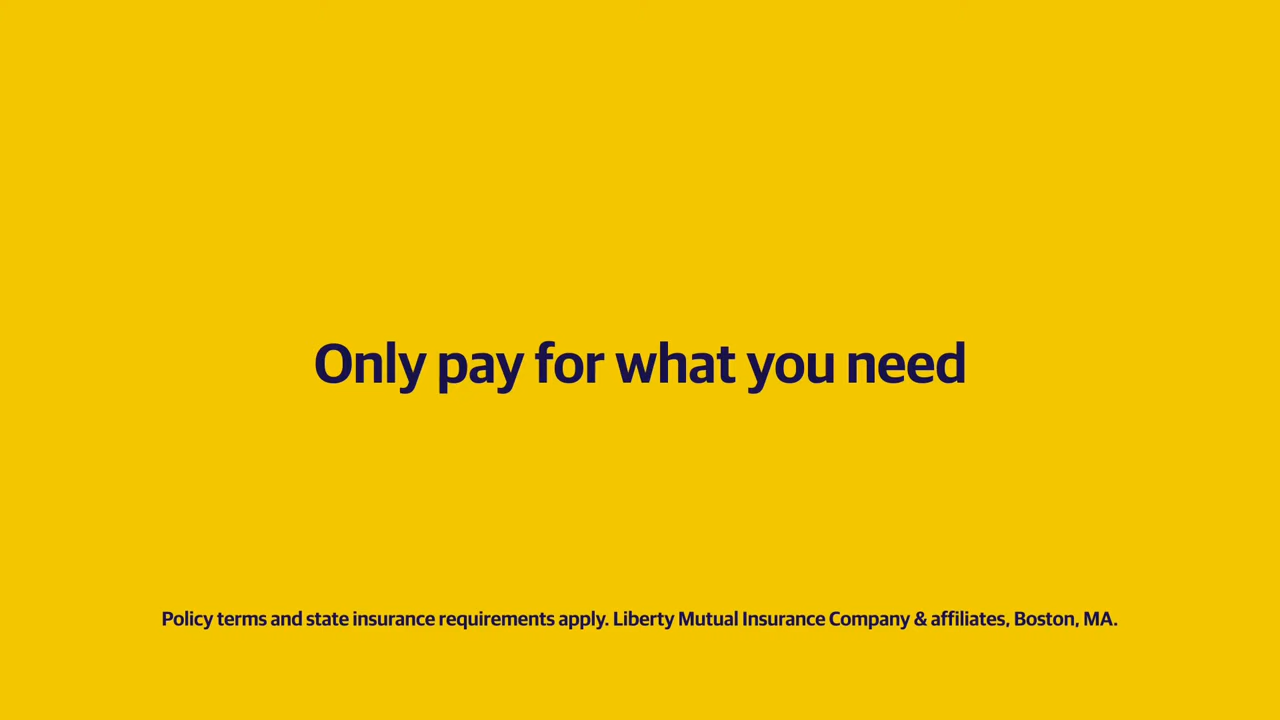 Only pay for what you need
Policy terms and state insurance requirements apply. Liberty Mutual Insurance Company & affiliates, Boston, MA.